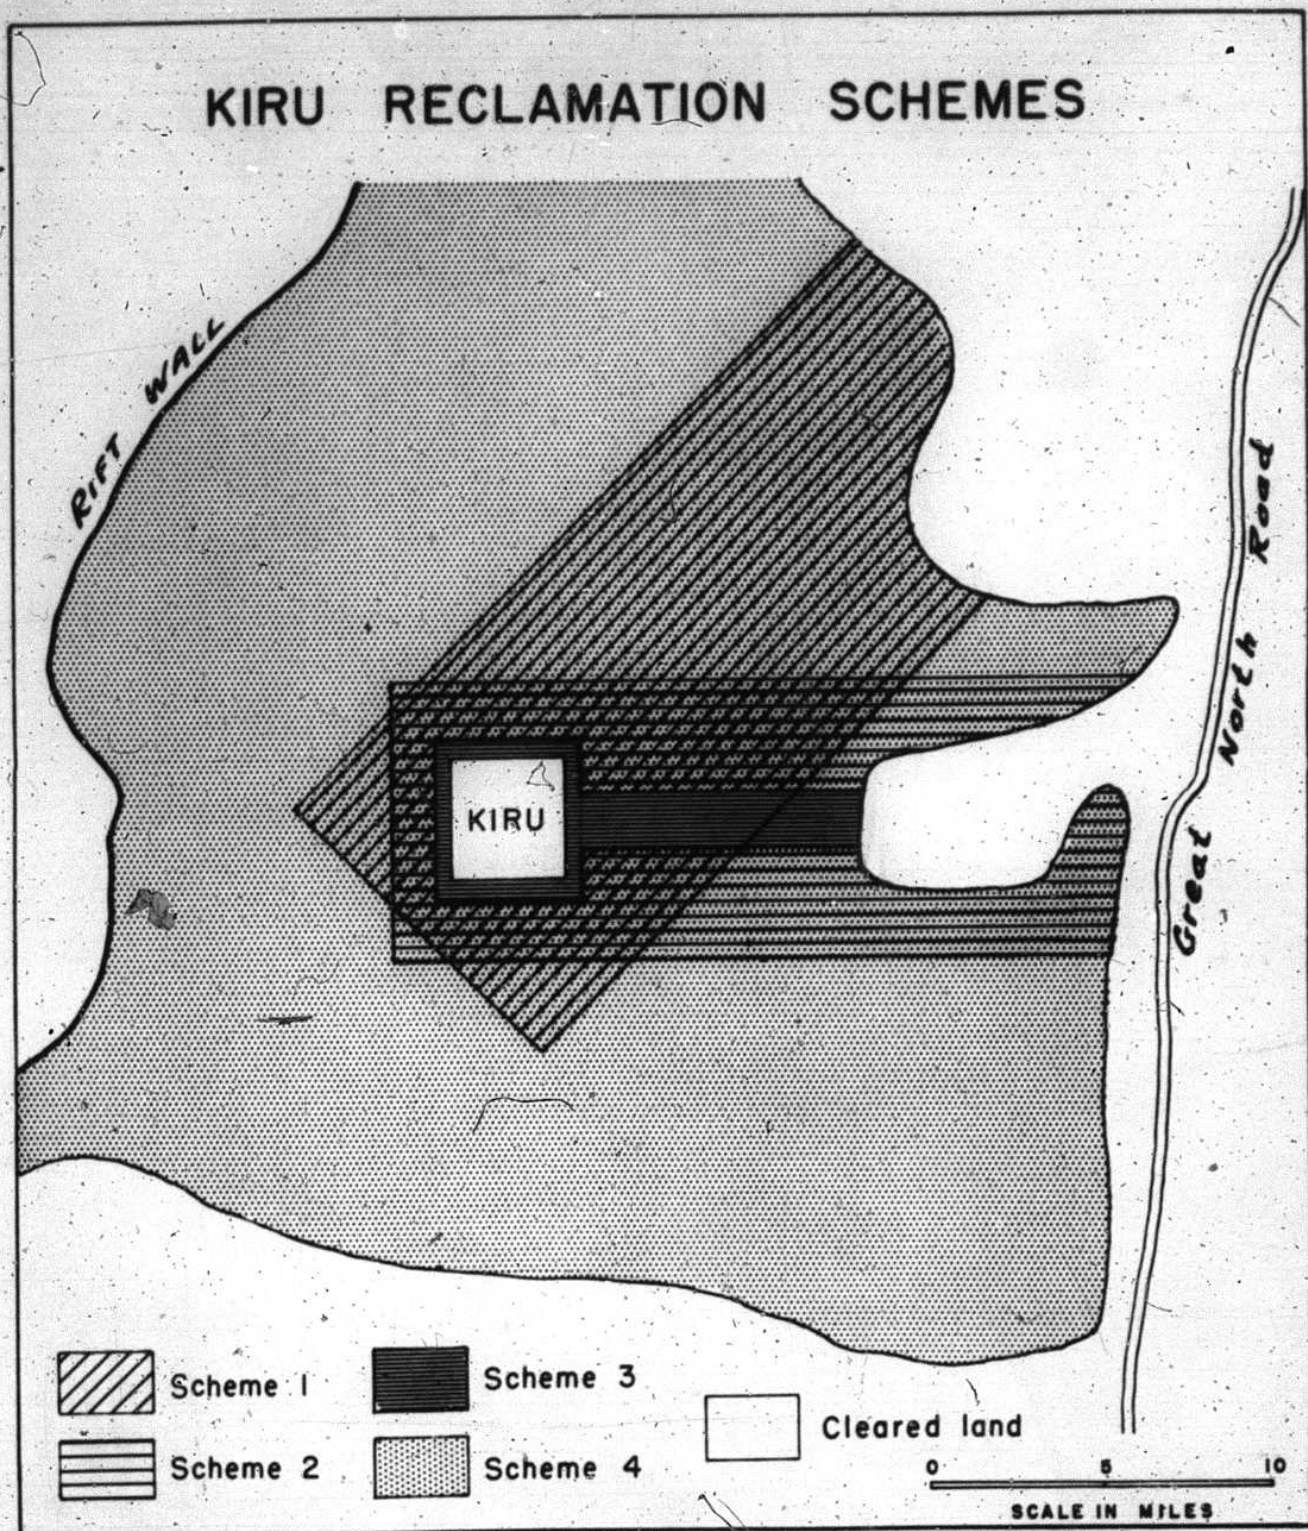 KIRU RECLAMATION SCHEMES
RIFT WALL
Great North Road
KIRU
Scheme 1
Scheme 2
Scheme 3
Scheme 4
Cleared land
0 5 10
SCALE IN MILES